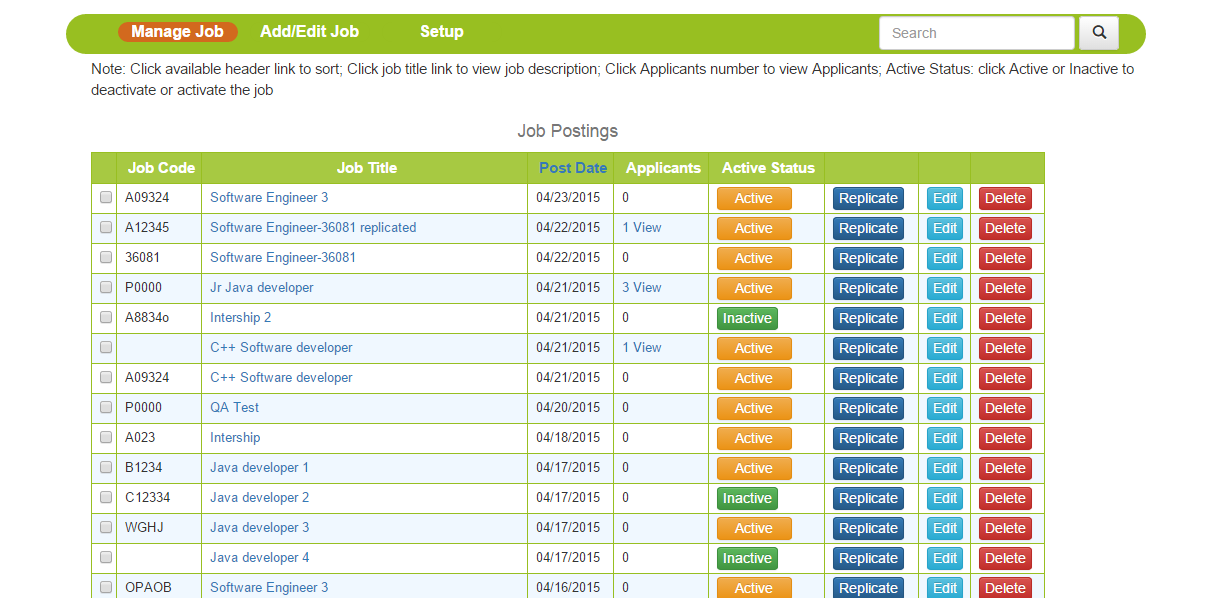 Manage Job Add/Edit Job Setup Search
Note: Click available header link to sort; Click job title link to view job description; Click Applicants number to view Applicants; Active Status: click Active or Inactive to
deactivate or activate the job
Job Postings
Job Code Job Title Post Date Applicants Active Status
A09324 Software Engineer 3 04/23/2015 0 Active Replicate Edit Delete
A12345 Software Engineer-36081 replicated 04/22/2015 1 View Active Replicate Edit Delete
36081 Software Engineer-36081 04/22/2015 0 Active Replicate Edit Delete
P0000 Jr Java developer 04/21/2015 3 View Active Replicate Edit Delete
A8834o Intership 2 04/21/2015 0 Inactive Replicate Edit Delete
C++ Software developer 04/21/2015 1 View Active Replicate Edit Delete
A09324 C++ Software developer 04/21/2015 0 Active Replicate Edit Delete
P0000 QA Test 04/20/2015 0 Active Replicate Edit Delete
A023 Intership 04/18/2015 0 Active Replicate Edit Delete
B1234 Java developer 1 04/17/2015 0 Active Replicate Edit Delete
C12334 Java developer 2 04/17/2015 0 Inactive Replicate Edit Delete
WGHJ Java developer 3 04/17/2015 0 Active Replicate Edit Delete
Java developer 4 04/17/2015 0 Inactive Replicate Edit Delete
OPAOB Software Engineer 3 04/16/2015 0 Active Replicate Edit Delete